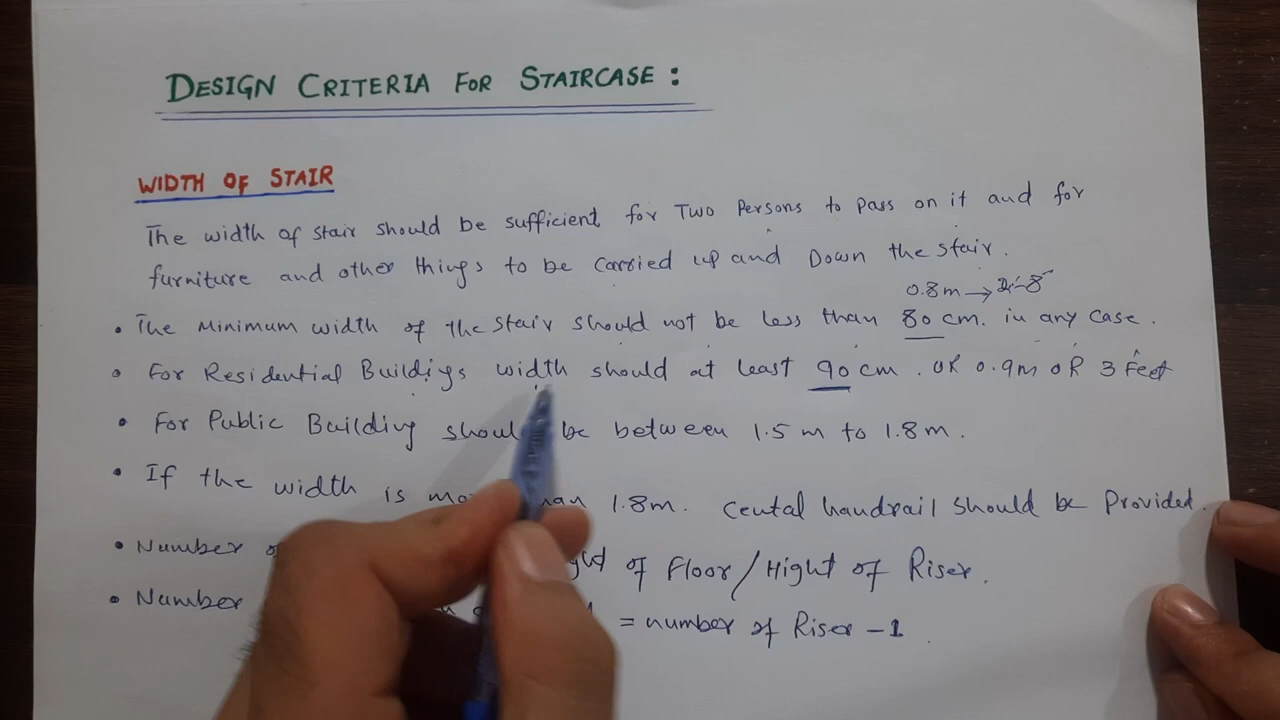 DESIGN CRITERIA FOR STAIRCASE :
WIDTH OF STAIR
The width of stair should be sufficient for Two Persons to pass on it and for
furniture and other things to be Carried up and Down the stair.
0.8m →
• The Minimum width of the stair should not be less than 80 cm. in any case.
• For Residential Buildings width should at least 90 cm. OR 0.9m OR 3 Feet
• For Public Building should be between 1.5 m to 1.8m.
• If the width is than 1.8m. Cental handrail should be Provided.
• Number of Floor/Hight of Riser.
• Number = number of Riser -1